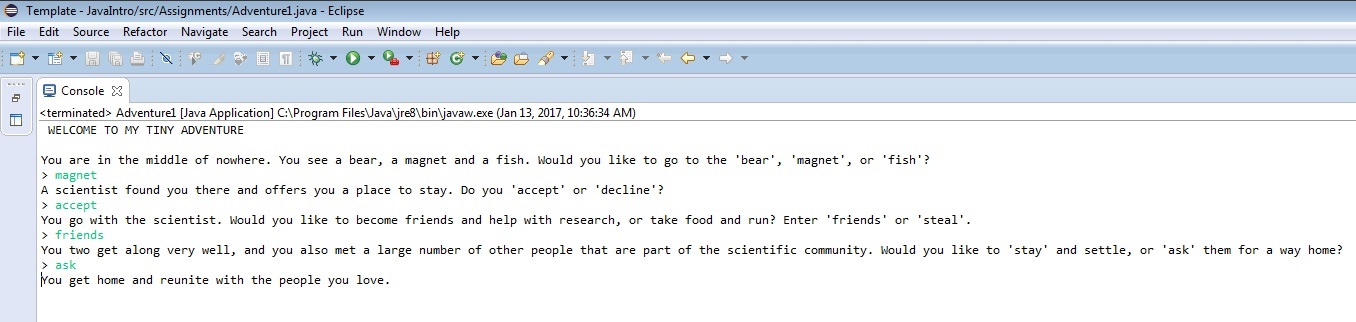 Template - JavaIntro/src/Assignments/Adventure1.java - Eclipse
File Edit Source Refactor Navigate Search Project Run Window Help
Console
<terminated> Adventure1 [Java Application] C:\Program Files\Java\jre8\bin\javaw.exe (Jan 13, 2017, 10:36:34 AM)
WELCOME TO MY TINY ADVENTURE
You are in the middle of nowhere. You see a bear, a magnet and a fish. Would you like to go to the 'bear', 'magnet', or 'fish'?
> magnet
A scientist found you there and offers you a place to stay. Do you 'accept' or 'decline'?
> accept
You go with the scientist. Would you like to become friends and help with research, or take food and run? Enter 'friends' or 'steal'.
> friends
You two get along very well, and you also met a large number of other people that are part of the scientific community. Would you like to 'stay' and settle, or 'ask' them for a way home?
> ask
You get home and reunite with the people you love.